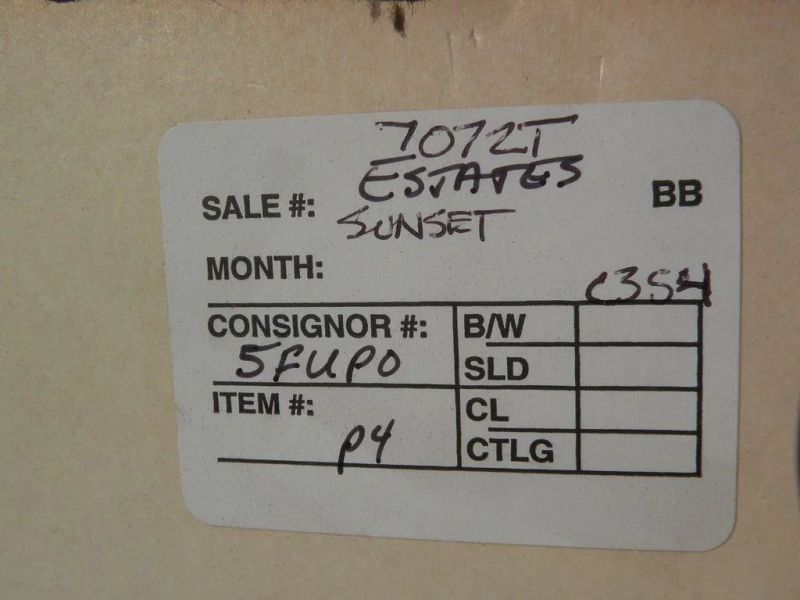 7072T
ESTATES
SALE #: BB
SUNSET
MONTH:
C354
CONSIGNOR #: B/W
5FUPO SLD
ITEM #: CL
P4 CTLG